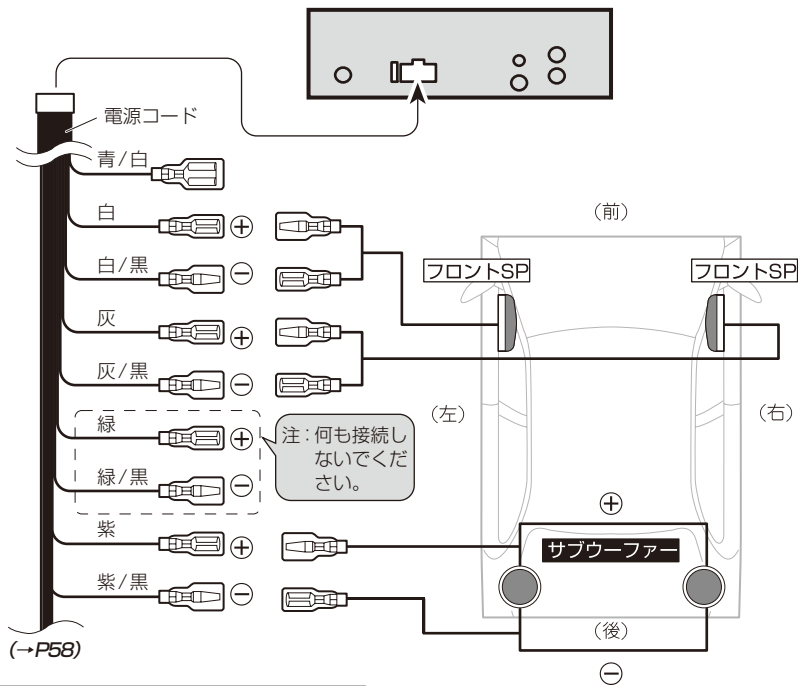 電源コード
青/白
白
⊕
白/黒
⊖
灰
⊕
灰/黒
⊖
緑
⊕
緑/黒
⊖
注：何も接続し
ないでくだ
さい。
紫
⊕
紫/黒
⊖
(→P58)
（前）
フロントSP
フロントSP
（左）
（右）
⊕
サブウーファー
（後）
⊖